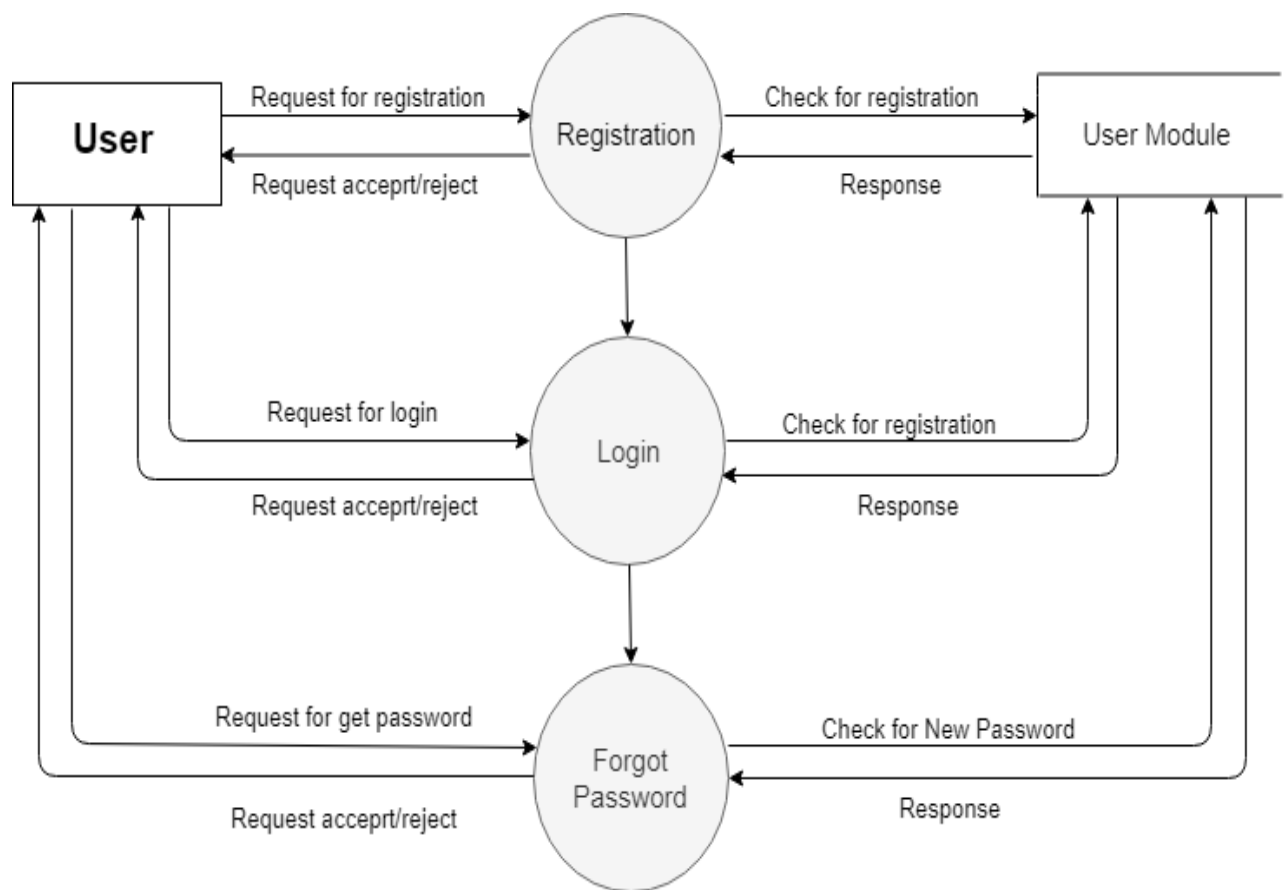 Request for registration
Check for registration
User
Registration
User Module
Request acceprt/reject
Response
Request for login
Check for registration
Login
Request acceprt/reject
Response
Request for get password
Check for New Password
Forgot
Password
Request acceprt/reject
Response